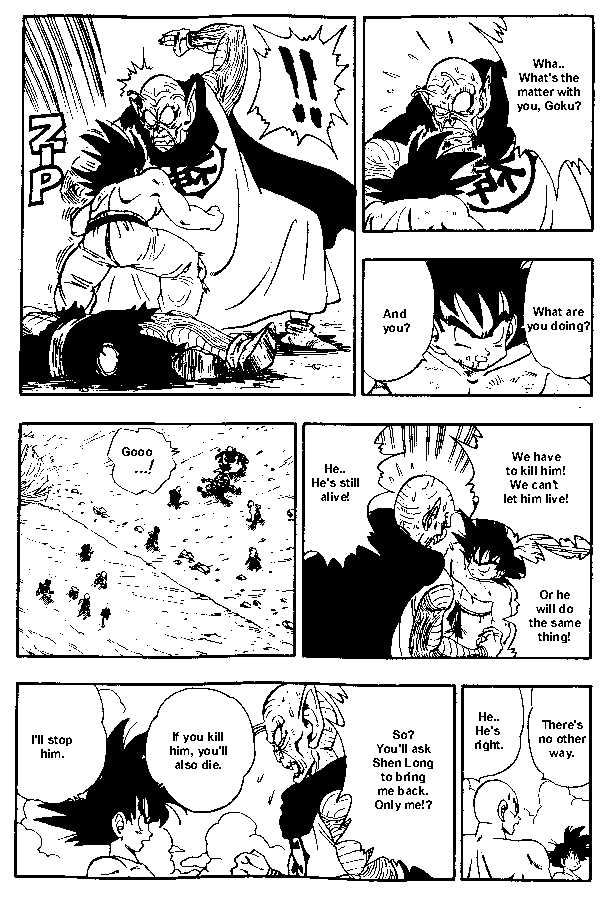 ZIP
!!
Wha..
What's the
matter with
you, Goku?
And
you?
What are
you doing?
Gooo
...!
He..
He's still
alive!
We have
to kill him!
We can't
let him live!
Or he
will do
the same
thing!
I'll stop
him.
If you kill
him, you'll
also die.
So?
You'll ask
Shen Long
to bring
me back.
Only me!?
He..
He's
right.
There's
no other
way.